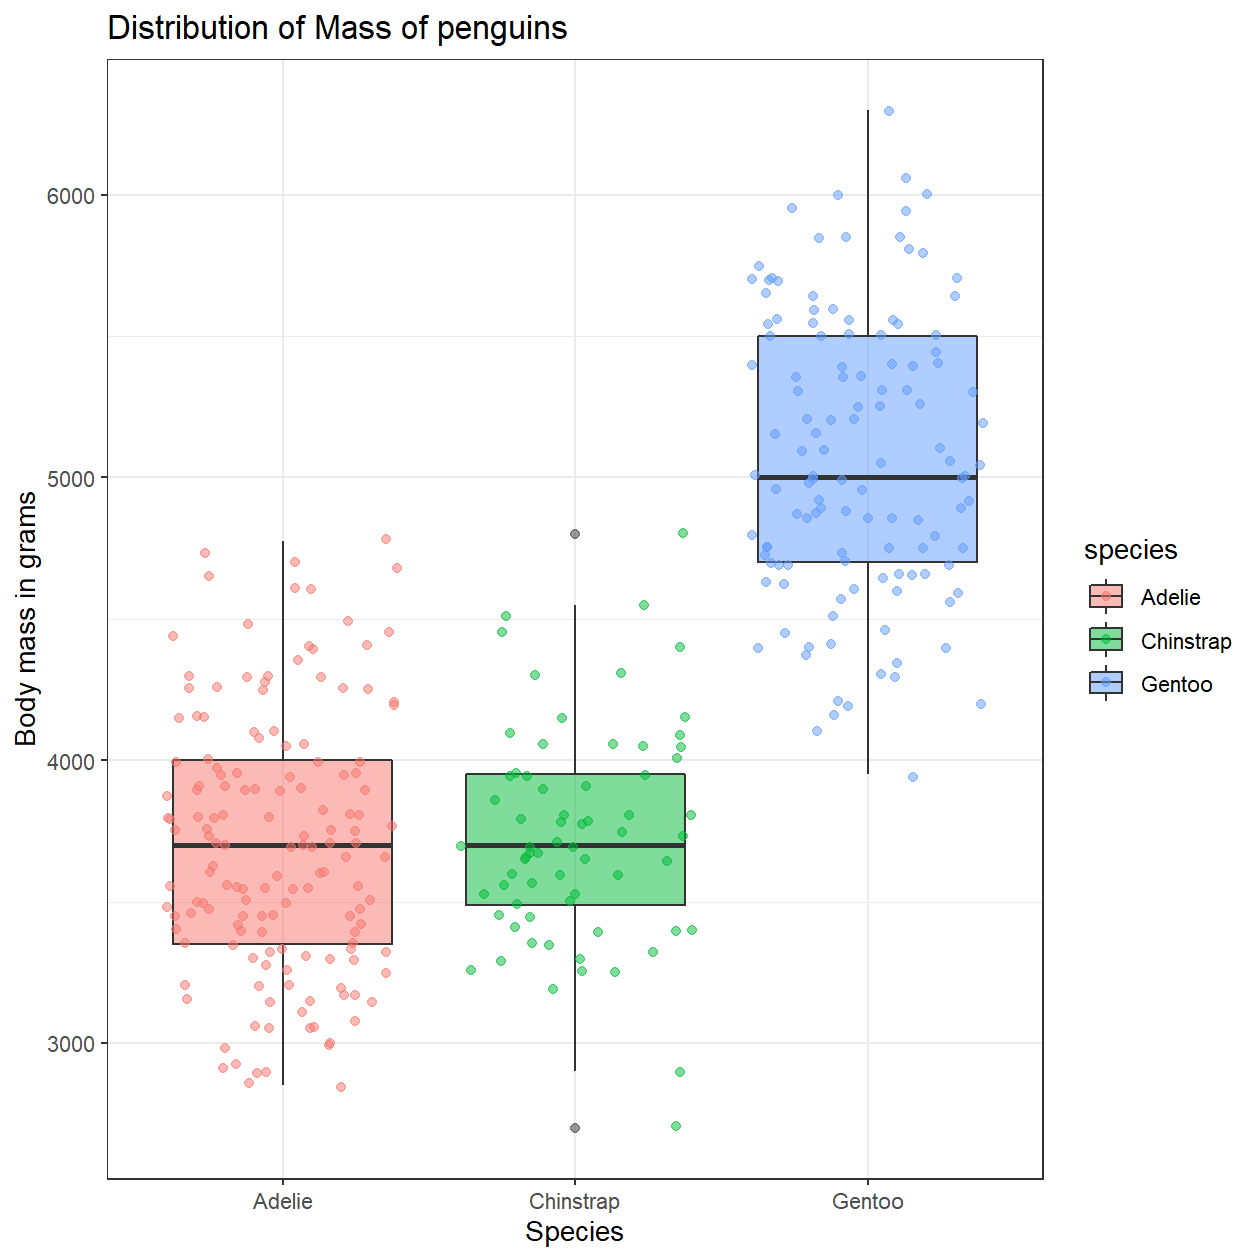 Distribution of Mass of penguins
Body mass in grams
6000
5000
4000
3000
Adelie
Chinstrap
Gentoo
Species
species
Adelie
Chinstrap
Gentoo